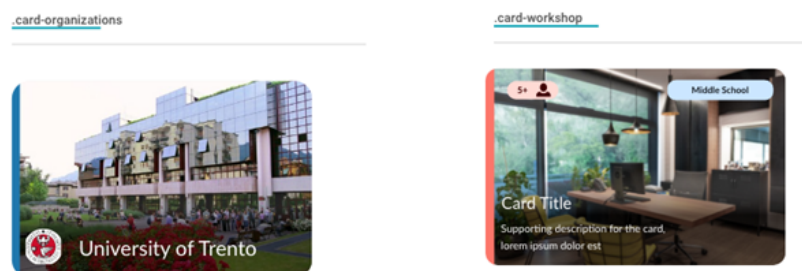 .card-organizations
University of Trento
.card-workshop
5+
Middle School
Card Title
Supporting description for the card,
lorem ipsum dolor est